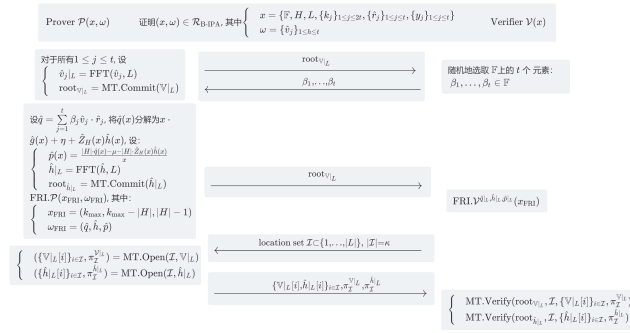 Prover P(x, ω) 证明(x, ω) ∈ R_B-IPA, 其中 { x = {𝔽, H, L, {k_j}_{1≤j≤2t}, {r̂_j}_{1≤j≤t}, {y_j}_{1≤j≤t} Verifier V(x)
ω = {v̂_j}_{1≤h≤t}
对于所有1 ≤ j ≤ t, 设
v̂_j|_L = FFT(v̂_j, L)
root_{𝕍|_L} = MT.Commit(𝕍|_L)
root_{𝕍|_L}
β_1,...,β_t
随机地选取 𝔽上的 t 个 元素：
β_1, . . . , β_t ∈ 𝔽
设q̂ = ∑_{j=1}^{t} β_j v̂_j · r̂_j, 将q̂(x)分解为x ·
ĝ(x) + η + Ẑ_H(x)ĥ(x), 设：
p̂(x) = (|H|·q̂(x)−μ−|H|·Ẑ_H(x)ĥ(x))/x
ĥ|_L = FFT(ĥ, L)
root_{ĥ|_L} = MT.Commit(ĥ|_L)
root_{𝕍|_L}
FRI.P(x_FRI, ω_FRI), 其中：
x_FRI = (k_max, k_max − |H|, |H| − 1)
ω_FRI = (q̂, ĥ, p̂)
FRI.V^{q̂|_L,ĥ|_L,p̂|_L}(x_FRI)
({𝕍|_L[i]}_{i∈I}, π_I^{𝕍|_L}) = MT.Open(I, 𝕍|_L)
({ĥ|_L[i]}_{i∈I}, π_I^{ĥ|_L}) = MT.Open(I, ĥ|_L)
location set I⊂{1,...,|L|}, |I|=κ
{𝕍|_L[i],ĥ|_L[i]}_{i∈I},π_I^{𝕍|_L},π_I^{ĥ|_L}
MT.Verify(root_{𝕍|_L}, I, {𝕍|_L[i]}_{i∈I}, π_I^{𝕍|_L})
MT.Verify(root_{ĥ|_L}, I, {ĥ|_L[i]}_{i∈I}, π_I^{ĥ|_L})